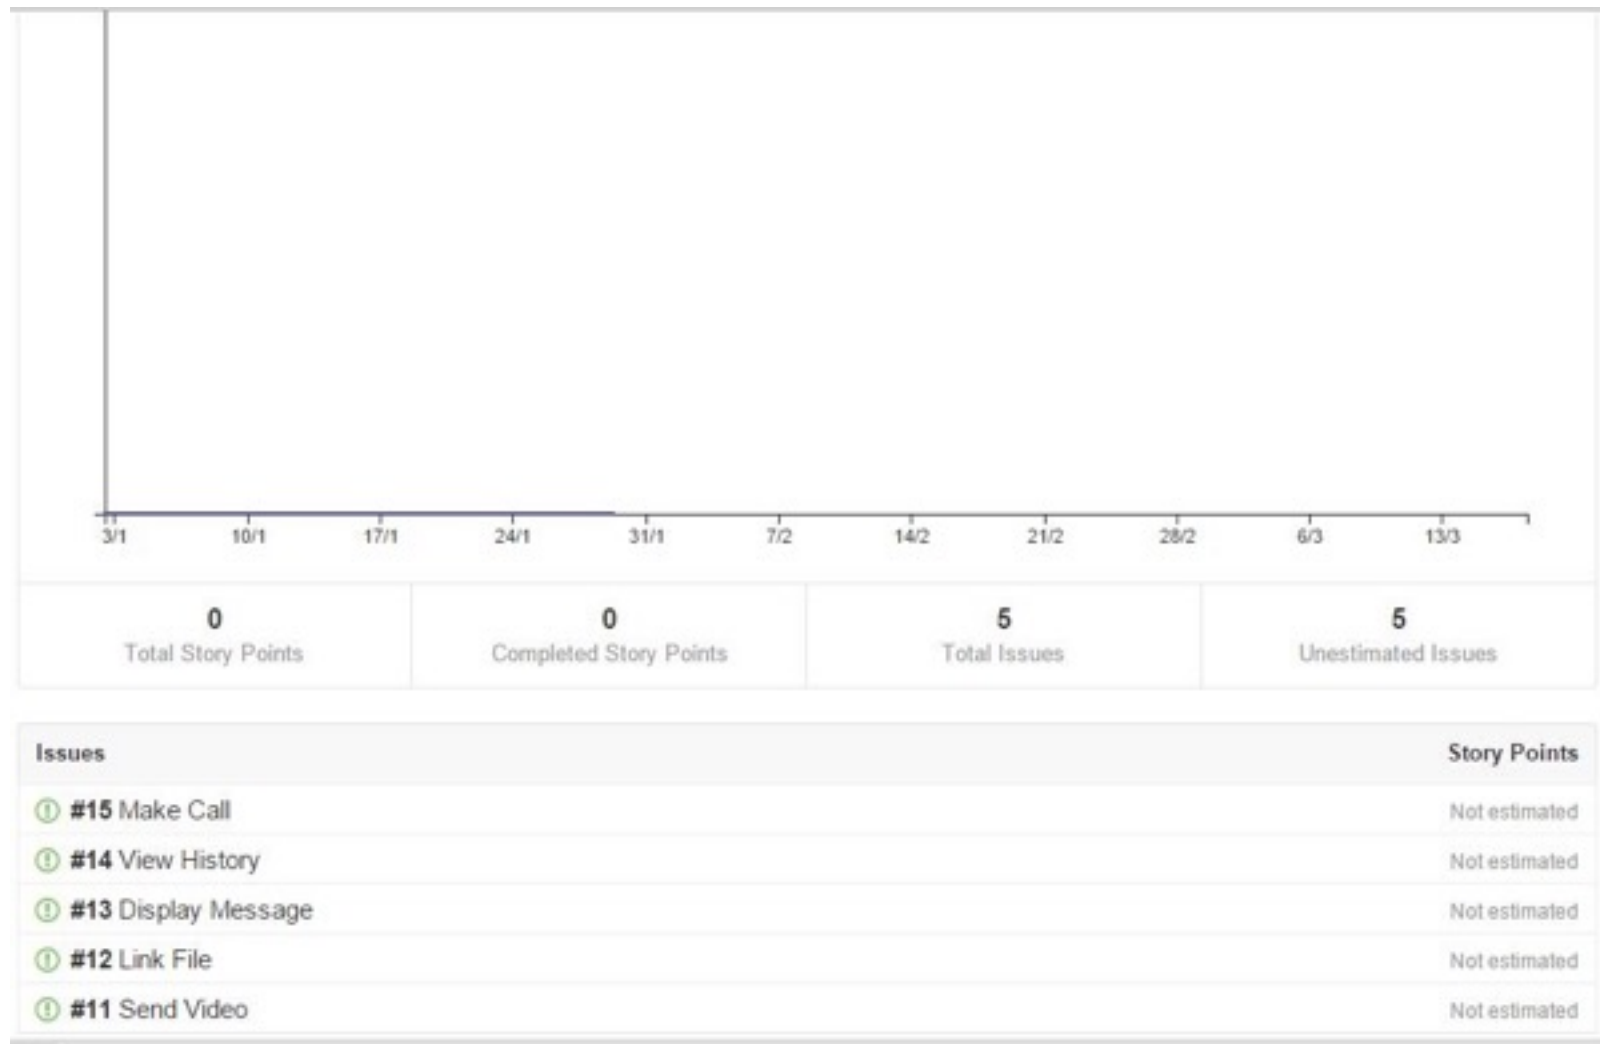 3/1 10/1 17/1 24/1 31/1 7/2 14/2 21/2 28/2 6/3 13/3
0 0 5 5
Total Story Points Completed Story Points Total Issues Unestimated Issues
Issues Story Points
#15 Make Call Not estimated
#14 View History Not estimated
#13 Display Message Not estimated
#12 Link File Not estimated
#11 Send Video Not estimated